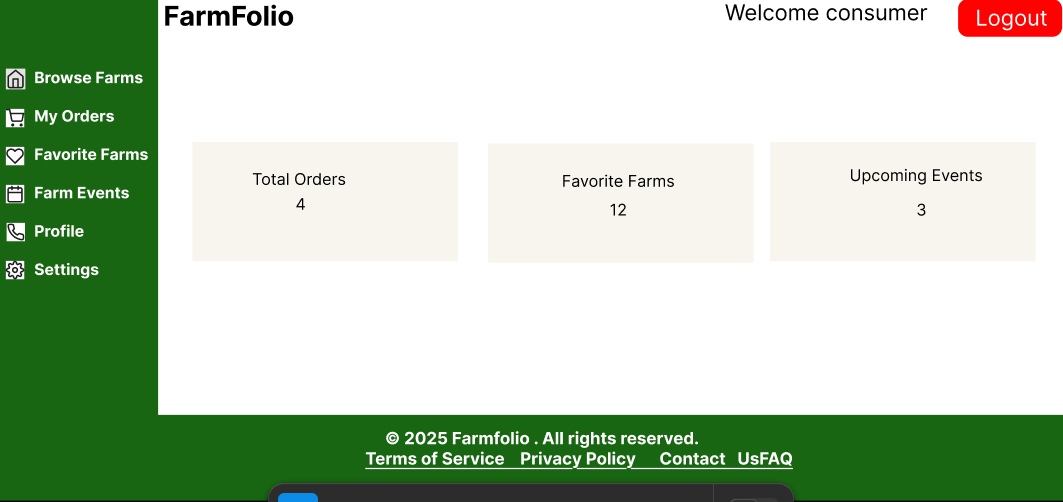 FarmFolio
Welcome consumer
Logout
Browse Farms
My Orders
Favorite Farms
Farm Events
Profile
Settings
Total Orders
4
Favorite Farms
12
Upcoming Events
3
© 2025 Farmfolio . All rights reserved.
Terms of Service Privacy Policy Contact UsFAQ